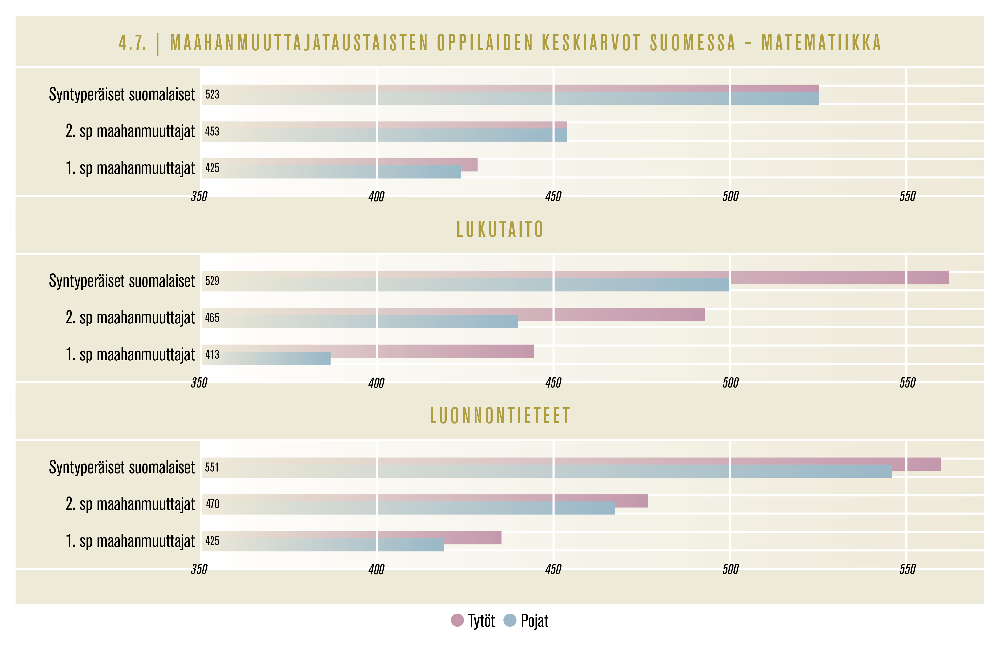 4.7. | MAAHANMUUTTAJATAUSTAISTEN OPPILAIDEN KESKIARVOT SUOMESSA – MATEMATIIKKA
Syntyperäiset suomalaiset 523
2. sp maahanmuuttajat 453
1. sp maahanmuuttajat 425
350 400 450 500 550
LUKUTAITO
Syntyperäiset suomalaiset 529
2. sp maahanmuuttajat 465
1. sp maahanmuuttajat 413
350 400 450 500 550
LUONNONTIETEET
Syntyperäiset suomalaiset 551
2. sp maahanmuuttajat 470
1. sp maahanmuuttajat 425
350 400 450 500 550
Tytöt Pojat